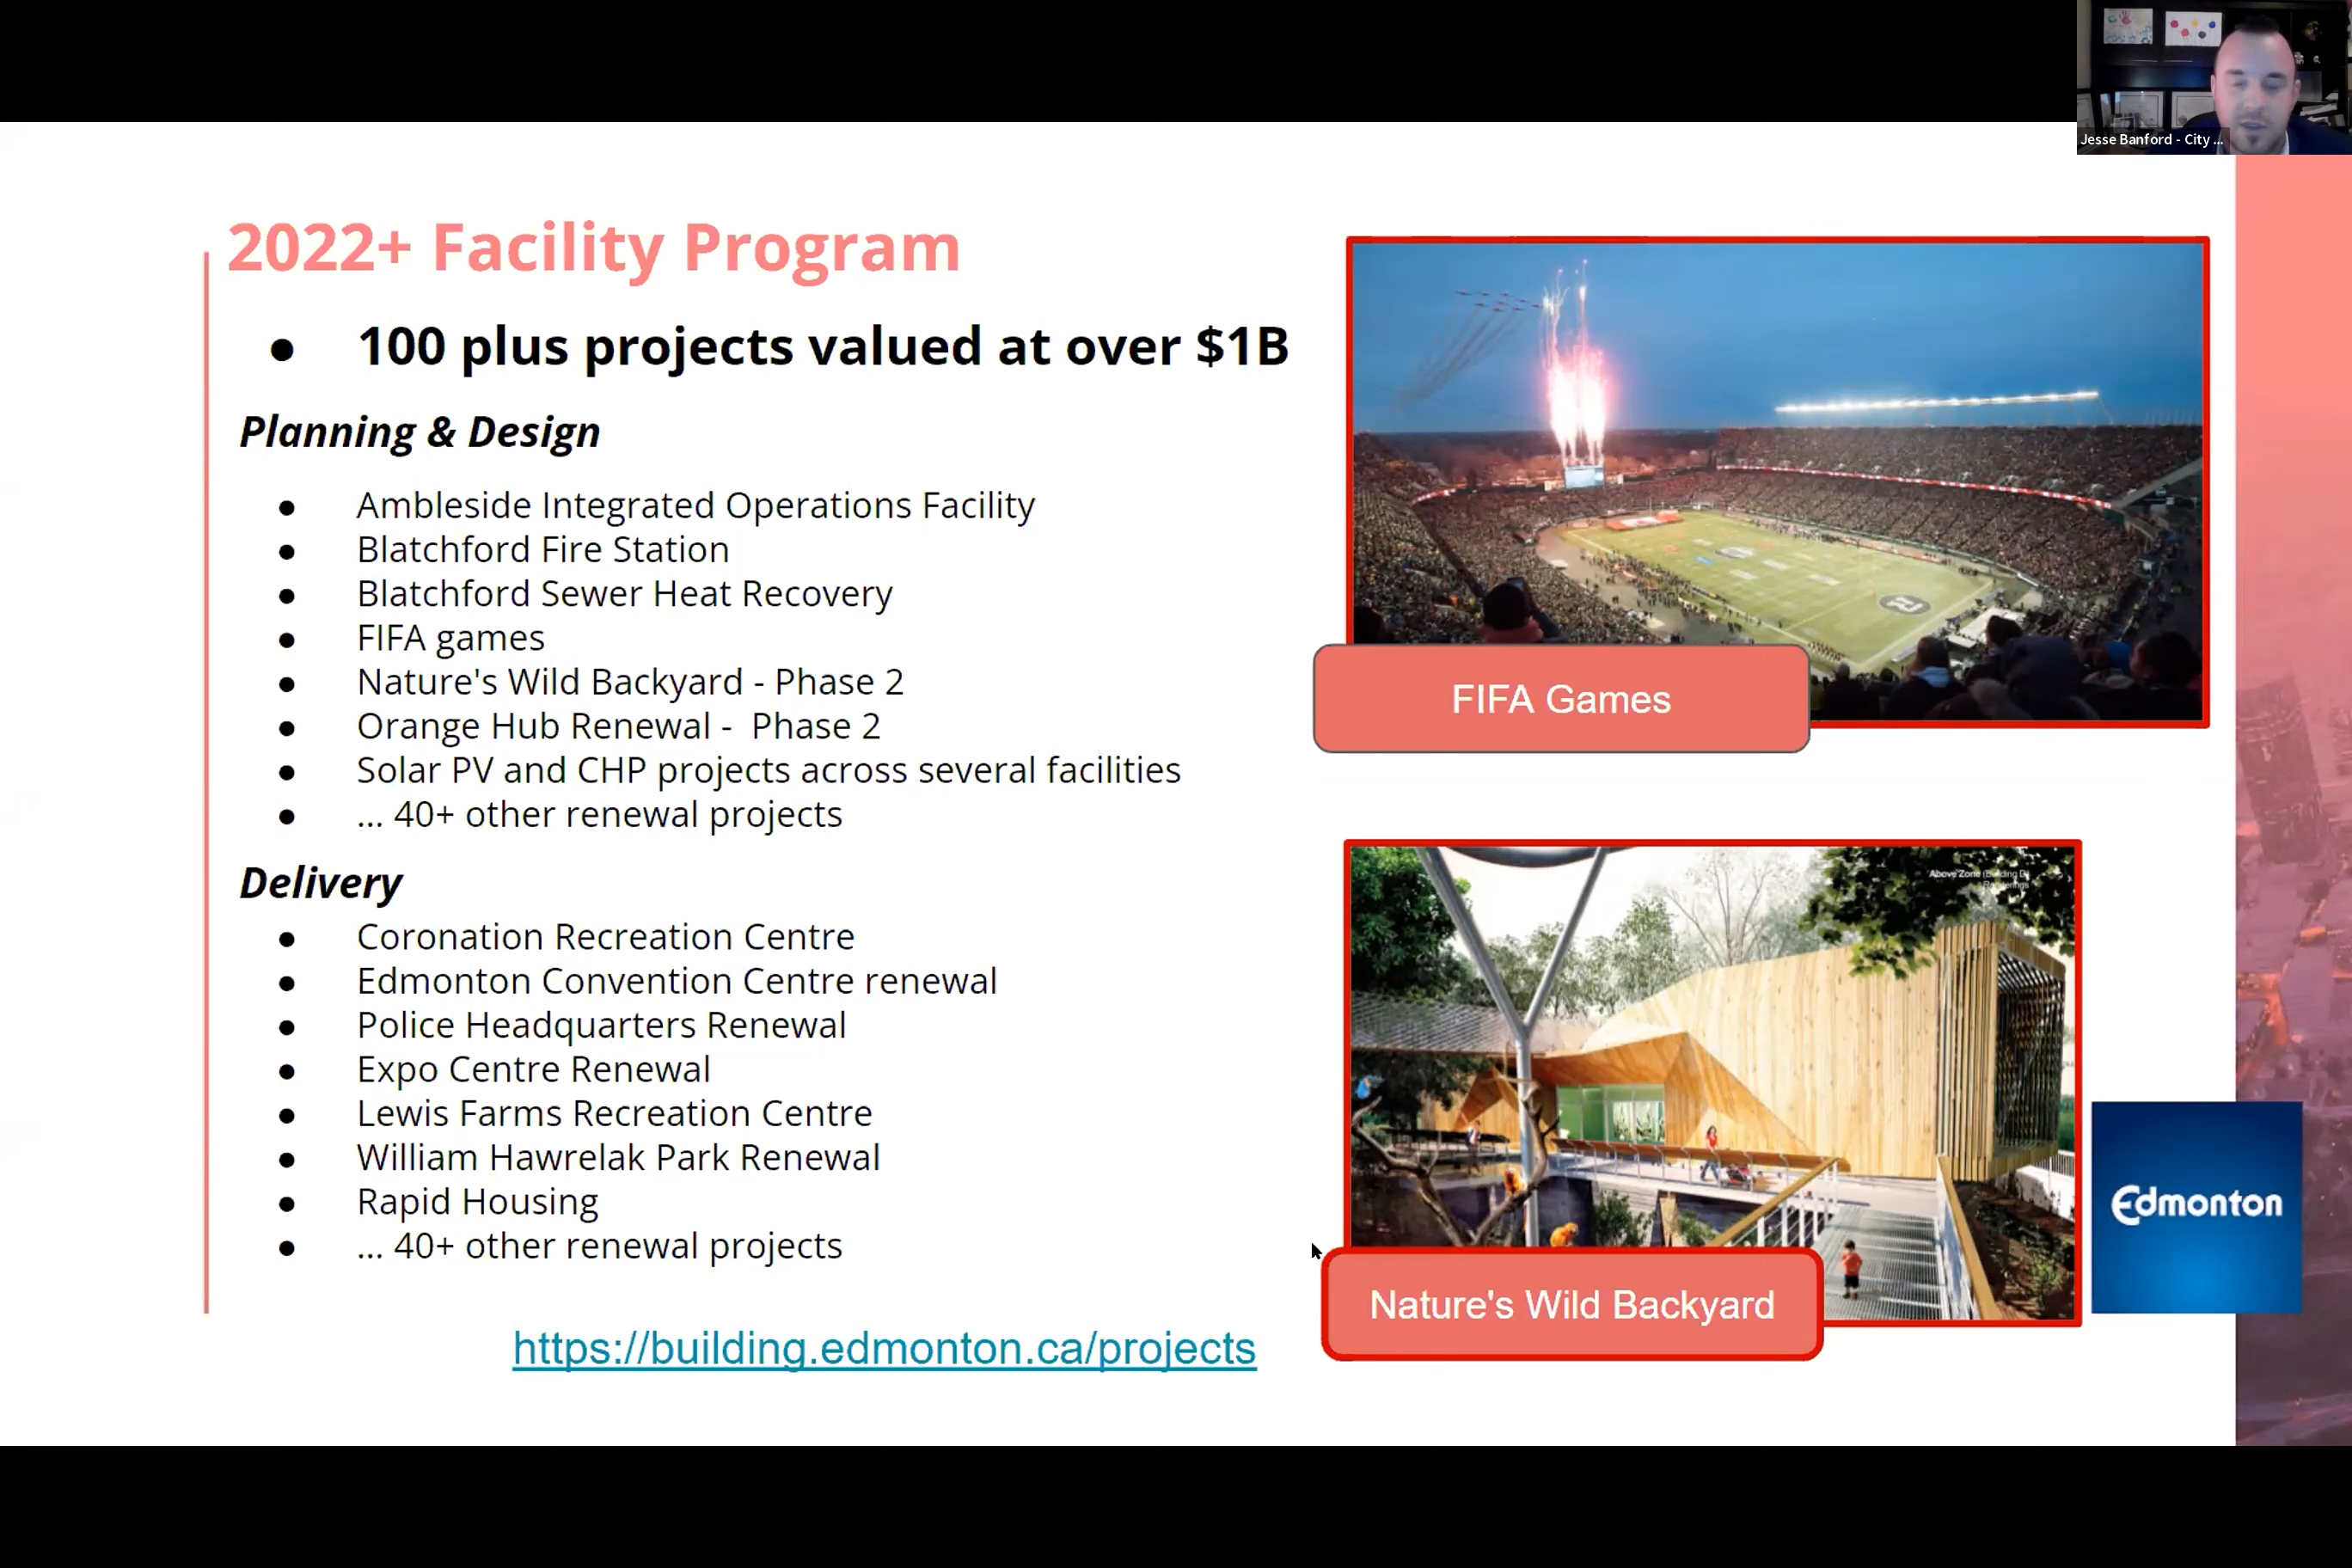 Jesse Banford - City ...
2022+ Facility Program
● 100 plus projects valued at over $1B
Planning & Design
● Ambleside Integrated Operations Facility
● Blatchford Fire Station
● Blatchford Sewer Heat Recovery
● FIFA games
● Nature's Wild Backyard - Phase 2
● Orange Hub Renewal - Phase 2
● Solar PV and CHP projects across several facilities
● ... 40+ other renewal projects
Delivery
● Coronation Recreation Centre
● Edmonton Convention Centre renewal
● Police Headquarters Renewal
● Expo Centre Renewal
● Lewis Farms Recreation Centre
● William Hawrelak Park Renewal
● Rapid Housing
● ... 40+ other renewal projects
https://building.edmonton.ca/projects
FIFA Games
Above Zone (Building D)
Nature's Wild Backyard
Edmonton